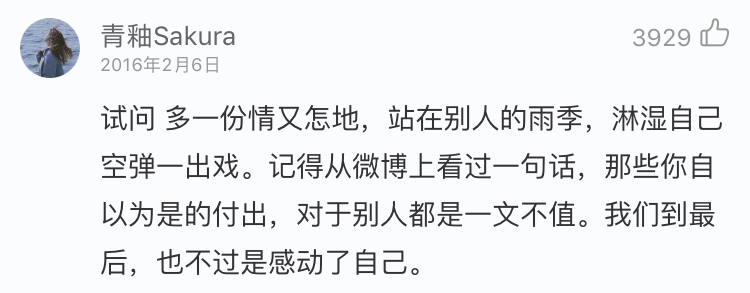 青釉Sakura
3929
2016年2月6日
试问 多一份情又怎地，站在别人的雨季，淋湿自己
空弹一出戏。记得从微博上看过一句话，那些你自
以为是的付出，对于别人都是一文不值。我们到最
后，也不过是感动了自己。